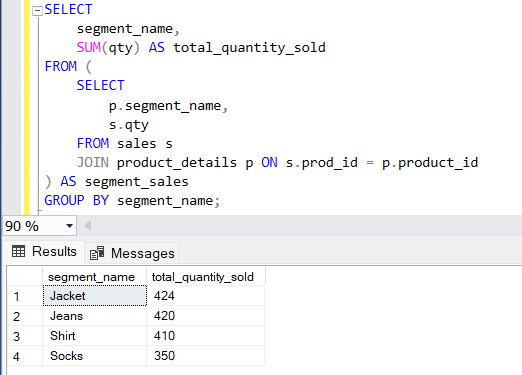 SELECT
segment_name,
SUM(qty) AS total_quantity_sold
FROM (
SELECT
p.segment_name,
s.qty
FROM sales s
JOIN product_details p ON s.prod_id = p.product_id
) AS segment_sales
GROUP BY segment_name;
90 %
Results Messages
segment_name total_quantity_sold
1 Jacket 424
2 Jeans 420
3 Shirt 410
4 Socks 350